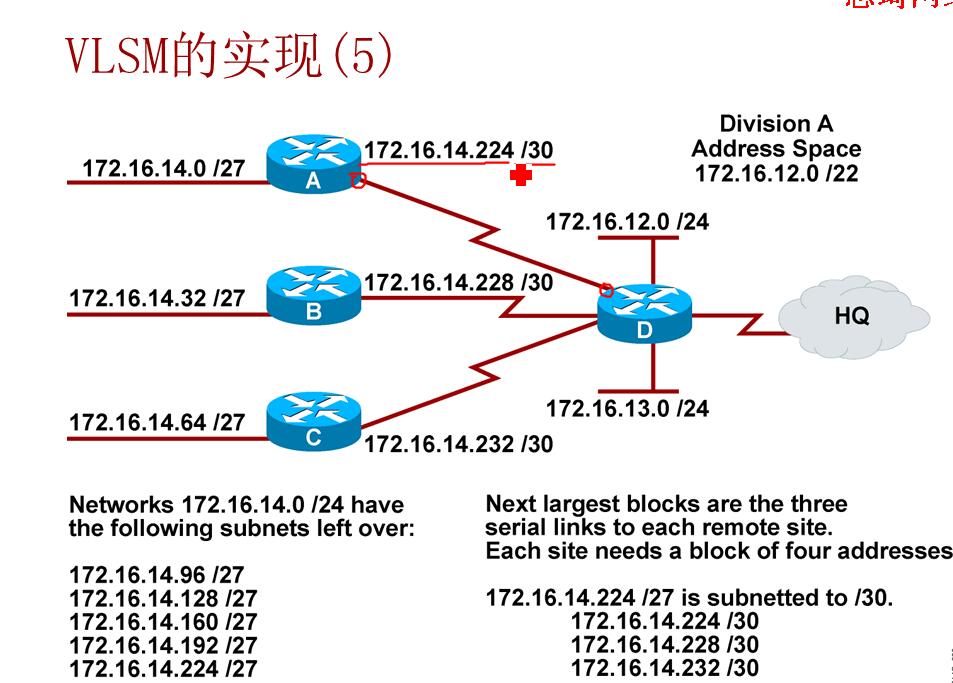 VLSM的实现(5)
172.16.14.0 /27
A
172.16.14.224 /30
Division A
Address Space
172.16.12.0 /22
172.16.12.0 /24
172.16.14.32 /27
B
172.16.14.228 /30
D
HQ
172.16.13.0 /24
172.16.14.64 /27
C
172.16.14.232 /30
Networks 172.16.14.0 /24 have
the following subnets left over:
172.16.14.96 /27
172.16.14.128 /27
172.16.14.160 /27
172.16.14.192 /27
172.16.14.224 /27
Next largest blocks are the three
serial links to each remote site.
Each site needs a block of four addresses
172.16.14.224 /27 is subnetted to /30.
172.16.14.224 /30
172.16.14.228 /30
172.16.14.232 /30